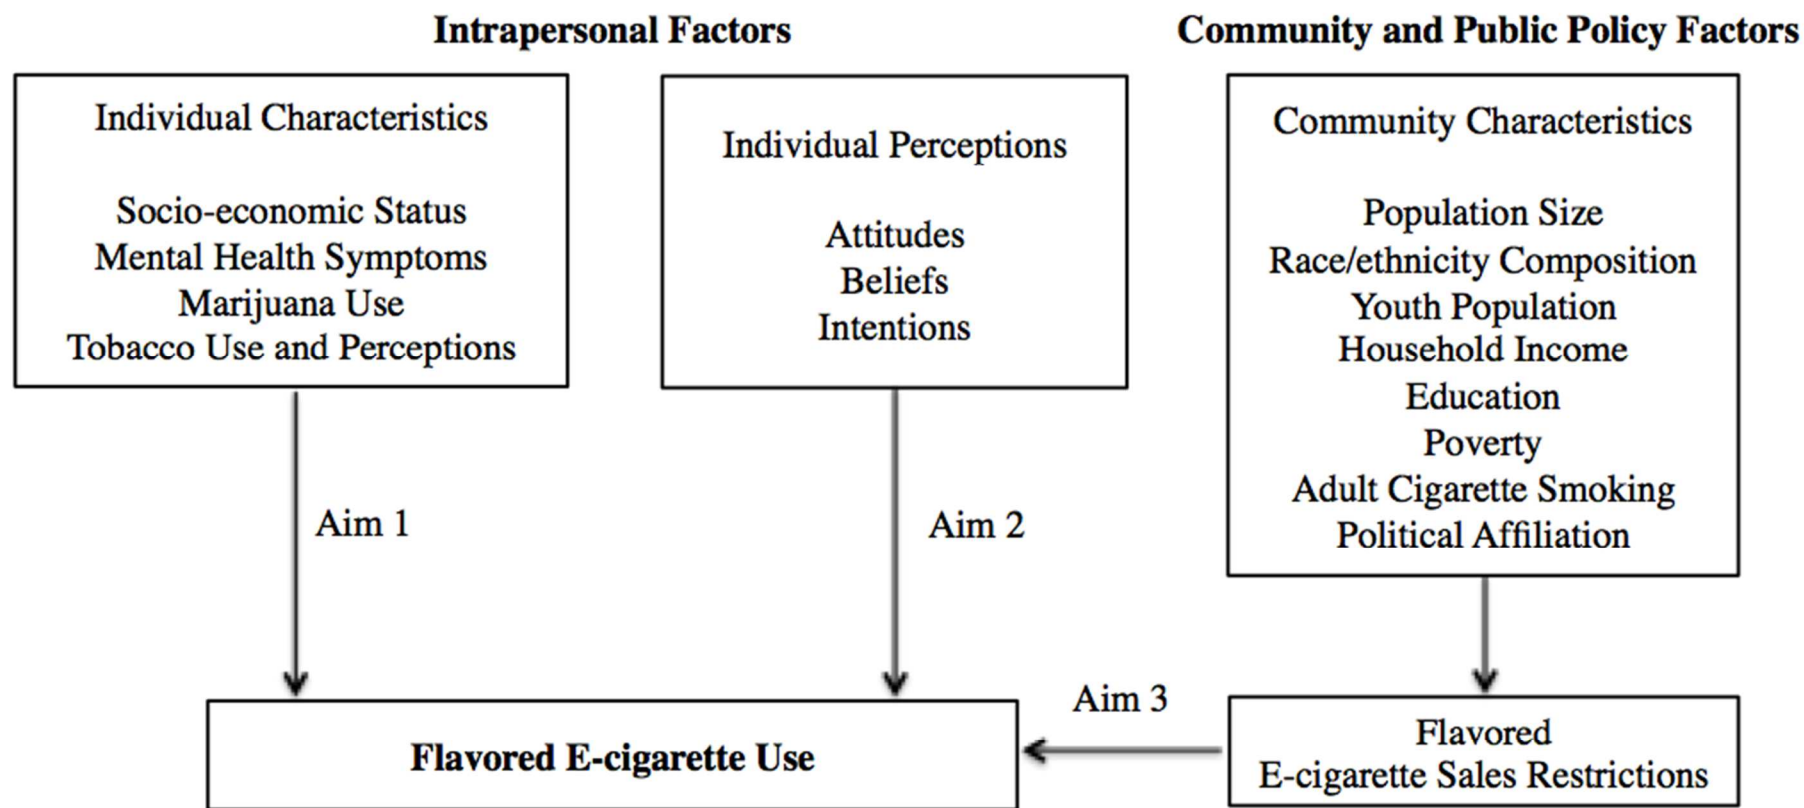 Intrapersonal Factors
Community and Public Policy Factors
Individual Characteristics
Socio-economic Status
Mental Health Symptoms
Marijuana Use
Tobacco Use and Perceptions
Individual Perceptions
Attitudes
Beliefs
Intentions
Community Characteristics
Population Size
Race/ethnicity Composition
Youth Population
Household Income
Education
Poverty
Adult Cigarette Smoking
Political Affiliation
Aim 1
Aim 2
Aim 3
Flavored E-cigarette Use
Flavored
E-cigarette Sales Restrictions